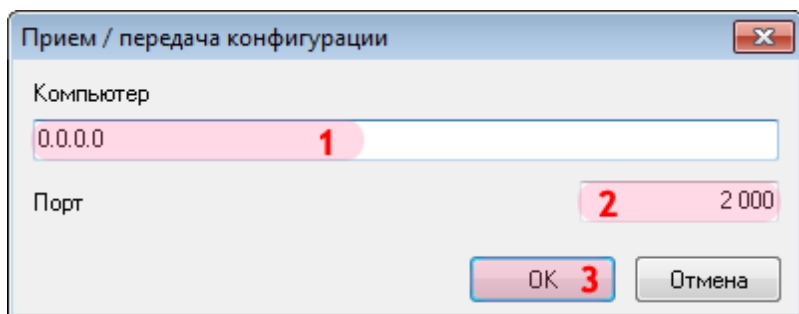 Прием / передача конфигурации
Компьютер
0.0.0.0 1
Порт 2 2 000
OK 3 Отмена